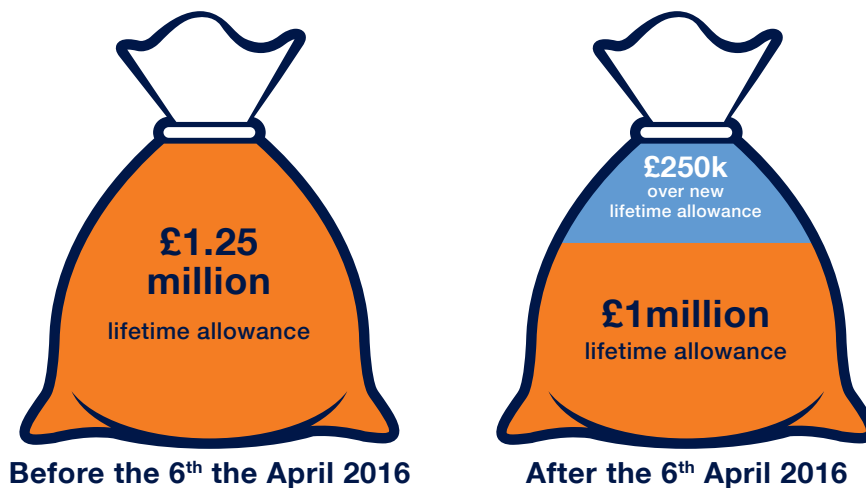 £1.25
million
lifetime allowance
Before the 6th the April 2016
£250k
over new
lifetime allowance
£1million
lifetime allowance
After the 6th April 2016